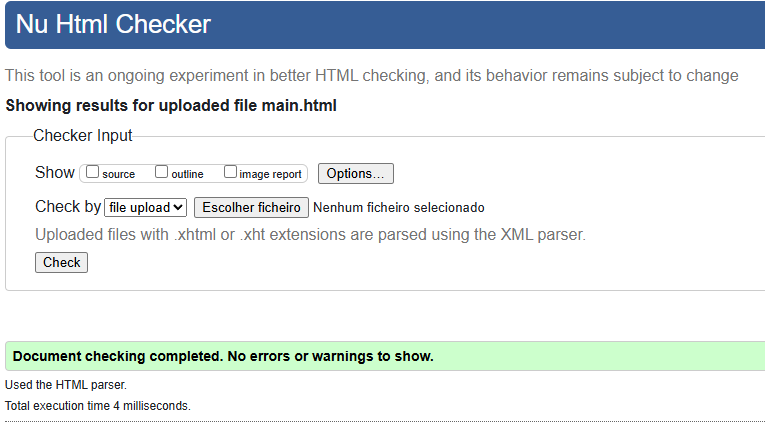 Nu Html Checker
This tool is an ongoing experiment in better HTML checking, and its behavior remains subject to change
Showing results for uploaded file main.html
Checker Input
Show source outline image report Options...
Check by file upload Escolher ficheiro Nenhum ficheiro selecionado
Uploaded files with .xhtml or .xht extensions are parsed using the XML parser.
Check
Document checking completed. No errors or warnings to show.
Used the HTML parser.
Total execution time 4 milliseconds.